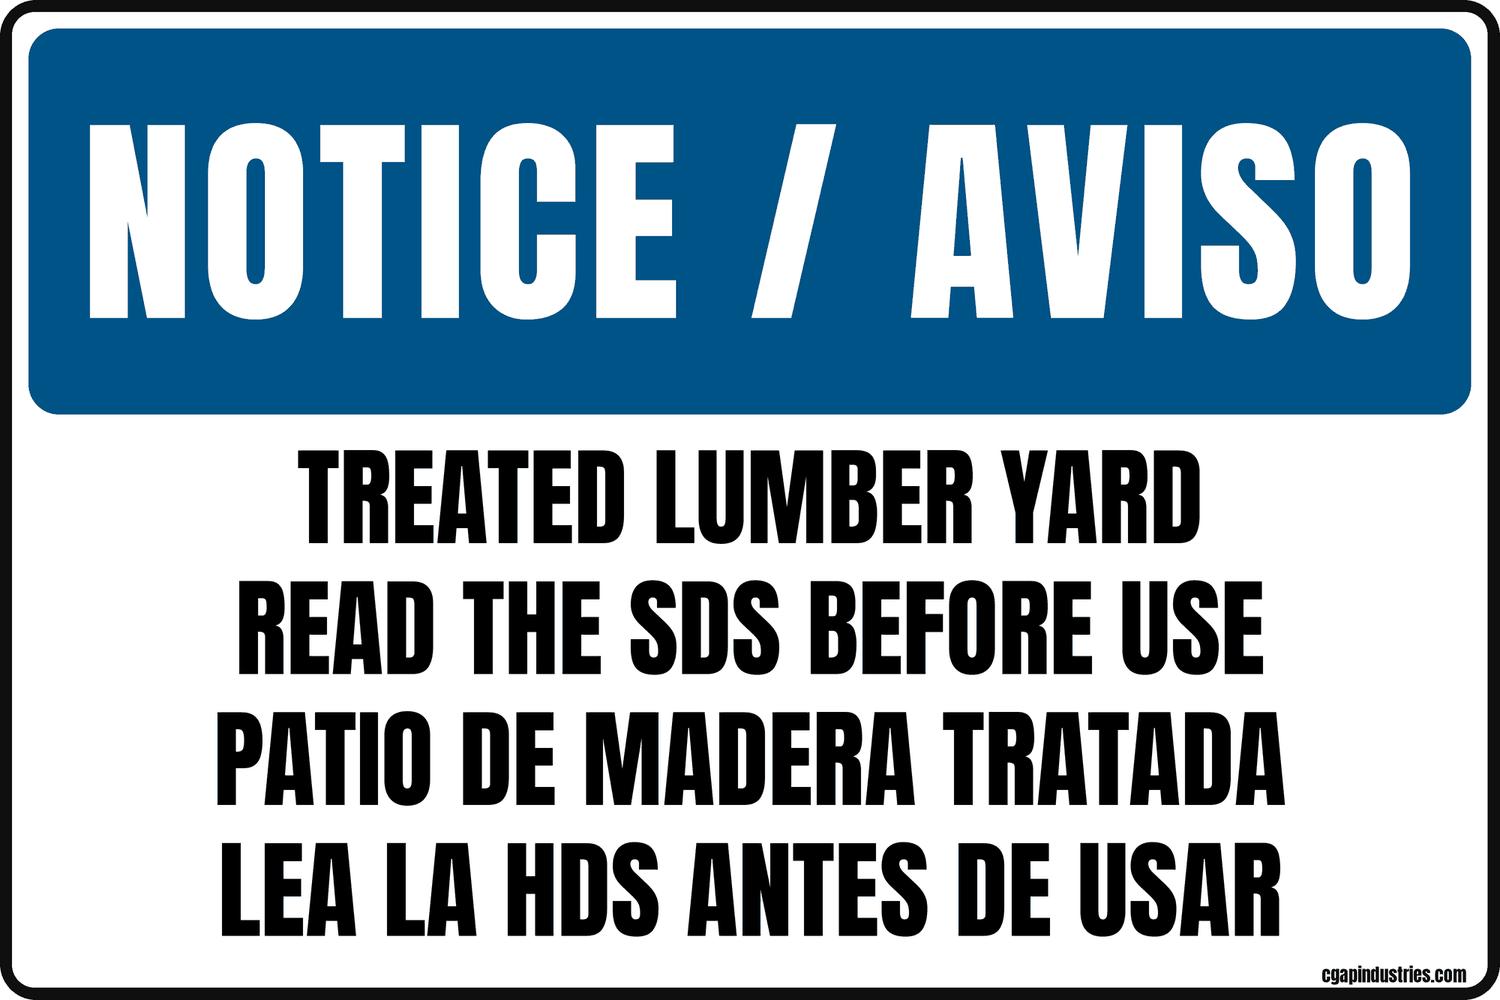 NOTICE / AVISO
TREATED LUMBER YARD
READ THE SDS BEFORE USE
PATIO DE MADERA TRATADA
LEA LA HDS ANTES DE USAR
cgapindustries.com